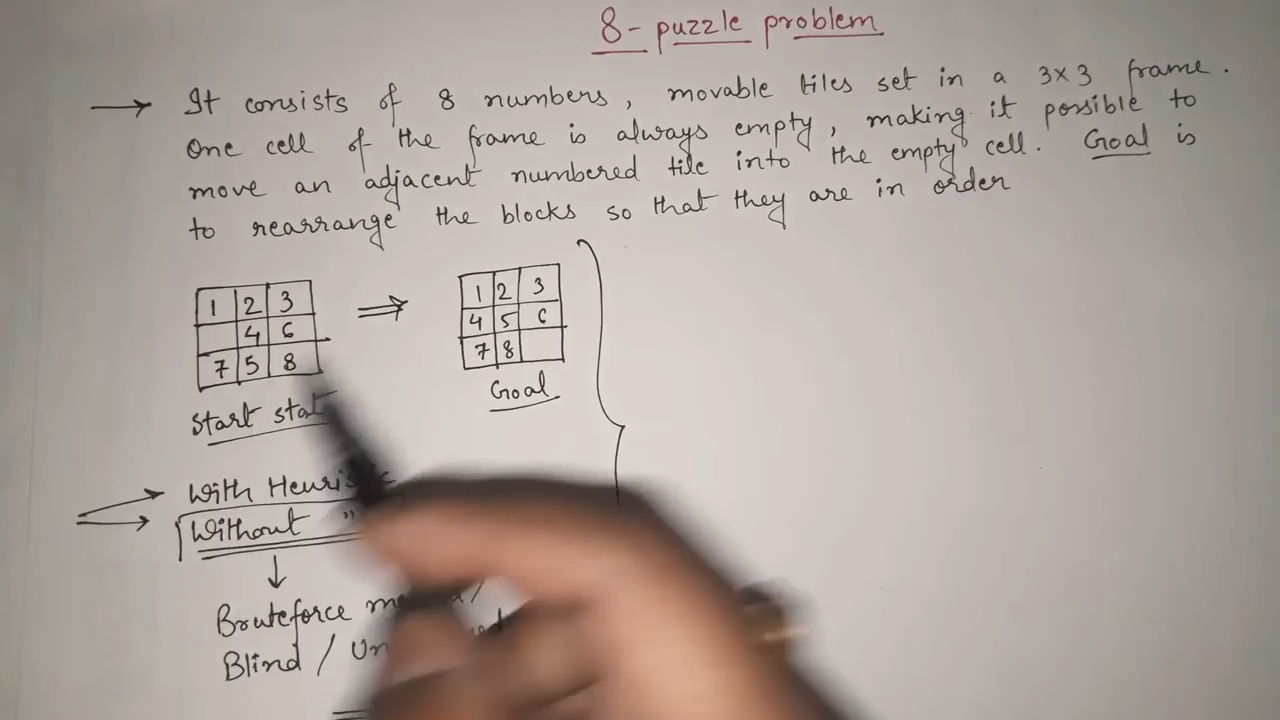 8-puzzle problem
It consists of 8 numbers, movable tiles set in a 3x3 frame.
One cell of the frame is always empty, making it possible to
move an adjacent numbered tile into the empty cell. Goal is
to rearrange the blocks so that they are in order
1 2 3
4 6
7 5 8
Start
1 2 3
4 5 6
7 8
Goal
With
Without "
Bruteforce
Blind /